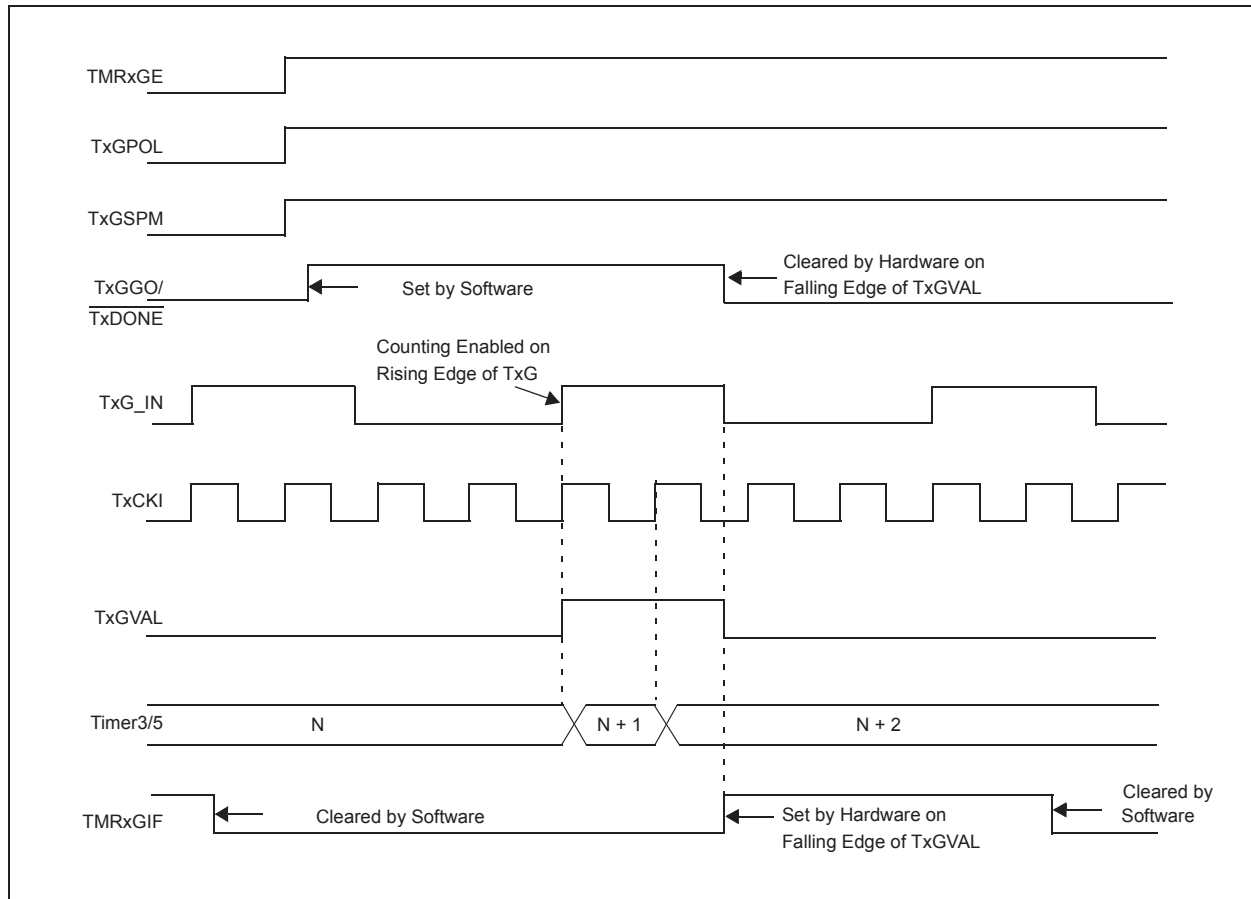 TMRxGE
TxGPOL
TxGSPM
TxGGO/
TxDONE
Set by Software
Cleared by Hardware on
Falling Edge of TxGVAL
Counting Enabled on
Rising Edge of TxG
TxG_IN
TxCKI
TxGVAL
Timer3/5
N
N + 1
N + 2
TMRxGIF
Cleared by Software
Set by Hardware on
Falling Edge of TxGVAL
Cleared by
Software